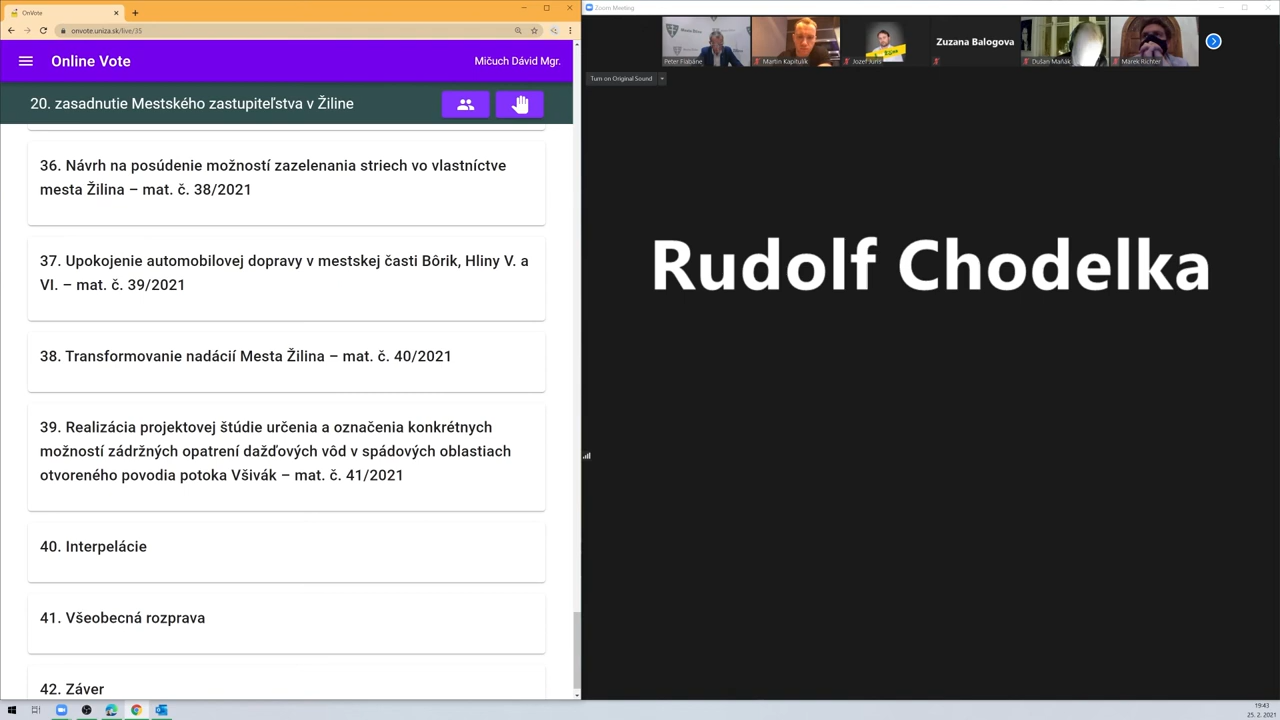 OnVote
onvote.uniza.sk/live/35
Online Vote
Mičuch Dávid Mgr.
20. zasadnutie Mestského zastupiteľstva v Žiline
36. Návrh na posúdenie možností zazelenania striech vo vlastníctve
mesta Žilina – mat. č. 38/2021
37. Upokojenie automobilovej dopravy v mestskej časti Bôrik, Hliny V. a
VI. – mat. č. 39/2021
38. Transformovanie nadácií Mesta Žilina – mat. č. 40/2021
39. Realizácia projektovej štúdie určenia a označenia konkrétnych
možností zádržných opatrení dažďových vôd v spádových oblastiach
otvoreného povodia potoka Všivák – mat. č. 41/2021
40. Interpelácie
41. Všeobecná rozprava
42. Záver
Zoom Meeting
Peter Fiabáne
Martin Kapitulík
Jozef Juriš
Zuzana Balogova
Dušan Maňák
Marek Richter
Turn on Original Sound
Rudolf Chodelka
19:43
25. 2. 2021